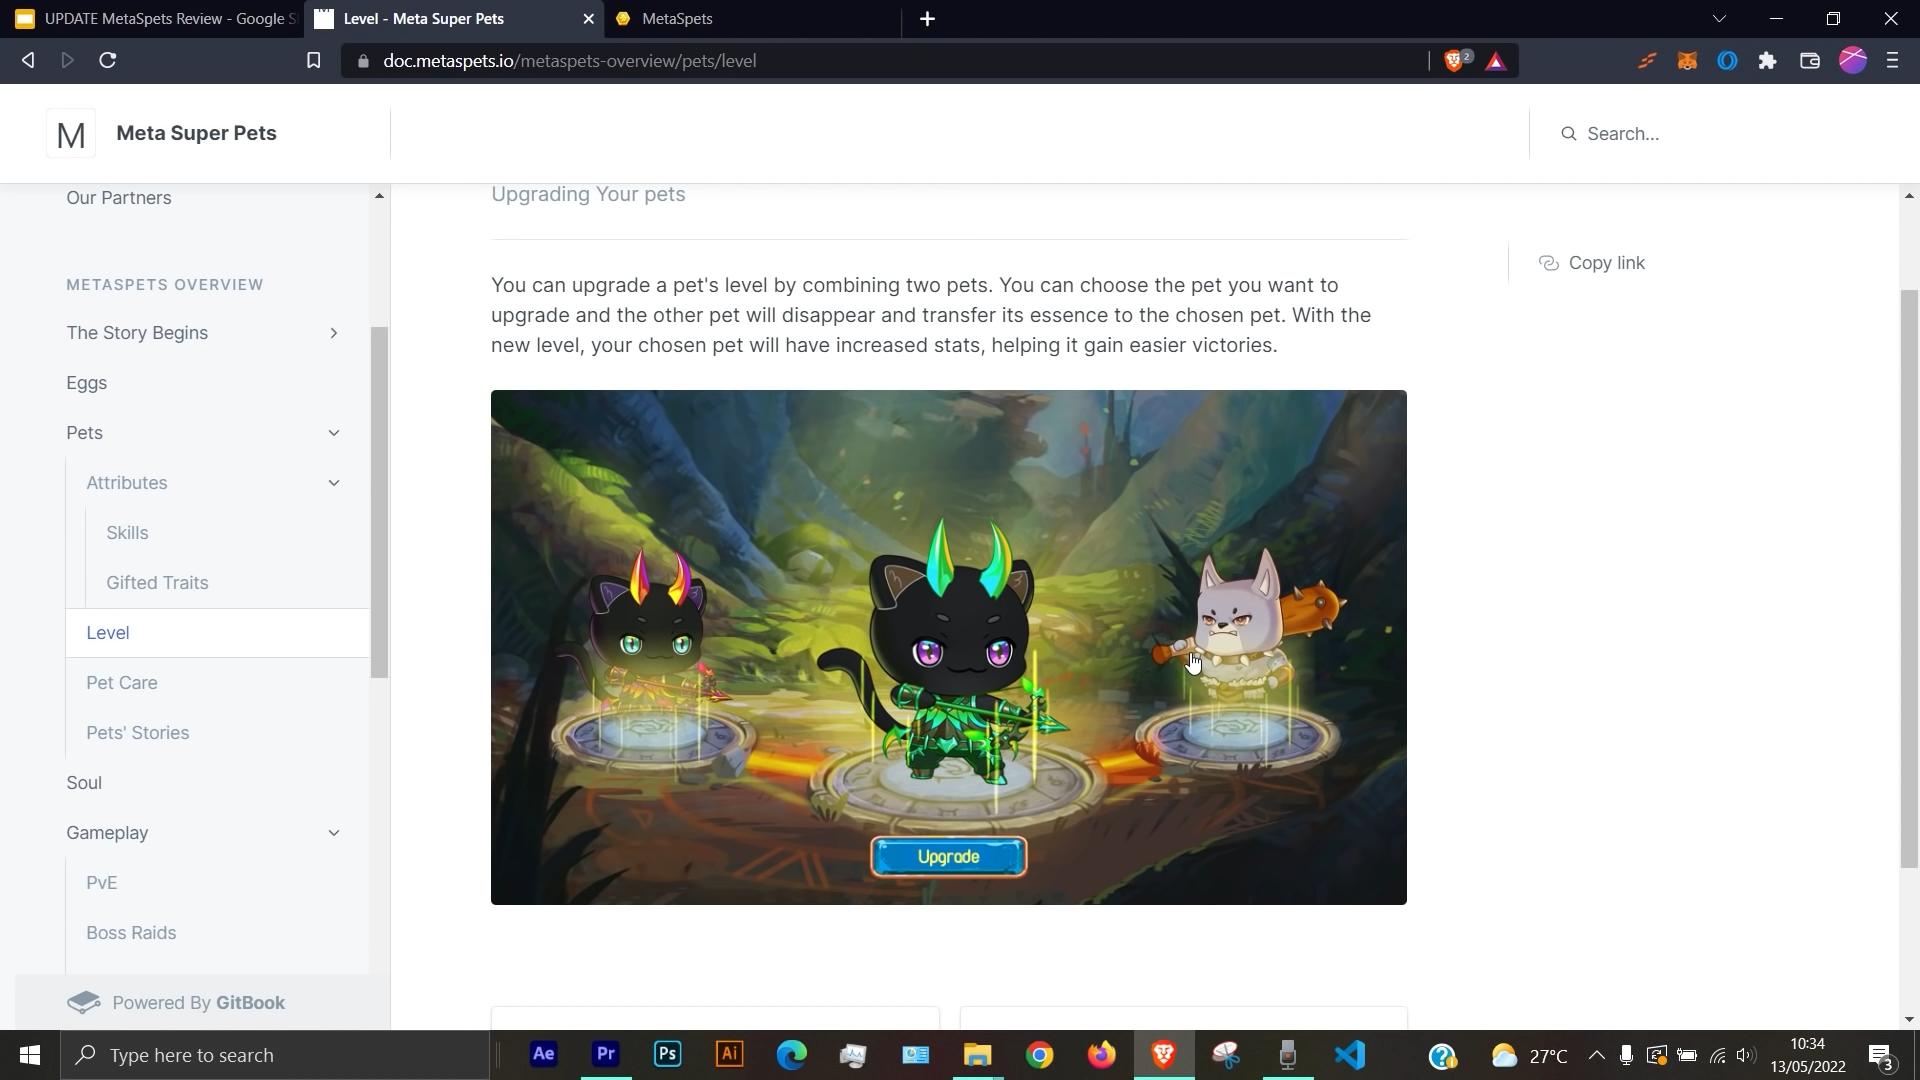 UPDATE MetaSpets Review - Google S
Level - Meta Super Pets
MetaSpets
doc.metaspets.io/metaspets-overview/pets/level
2
M
Meta Super Pets
Search...
Our Partners
METASPETS OVERVIEW
The Story Begins
Eggs
Pets
Attributes
Skills
Gifted Traits
Level
Pet Care
Pets' Stories
Soul
Gameplay
PvE
Boss Raids
Powered By GitBook
Upgrading Your pets
Copy link
You can upgrade a pet's level by combining two pets. You can choose the pet you want to
upgrade and the other pet will disappear and transfer its essence to the chosen pet. With the
new level, your chosen pet will have increased stats, helping it gain easier victories.
Upgrade
Type here to search
Ae
Pr
Ps
Ai
27°C
10:34
13/05/2022
3